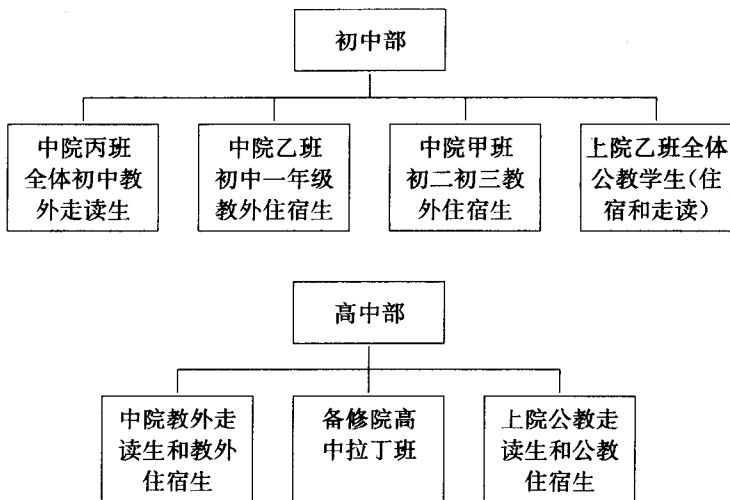 初中部
中院丙班
全体初中教
外走读生
中院乙班
初中一年级
教外住宿生
中院甲班
初二初三教
外住宿生
上院乙班全体
公教学生(住
宿和走读)
高中部
中院教外走
读生和教外
住宿生
备修院高
中拉丁班
上院公教走
读生和公教
住宿生